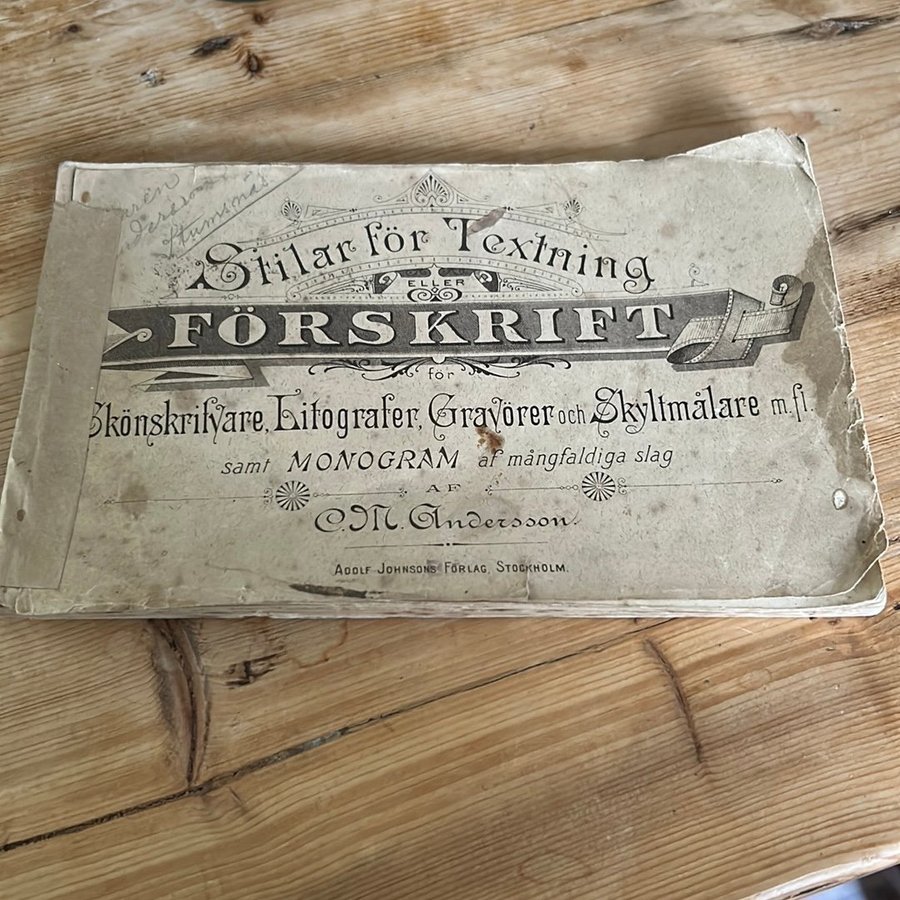 Stilar för Textning
ELLER
FÖRSKRIFT
för
Skönskrifvare, Litografer, Gravörer och Skyltmålare m.fl.
samt MONOGRAM af mångfaldiga slag
AF
C.M. Andersson.
ADOLF JOHNSONS FÖRLAG, STOCKHOLM.